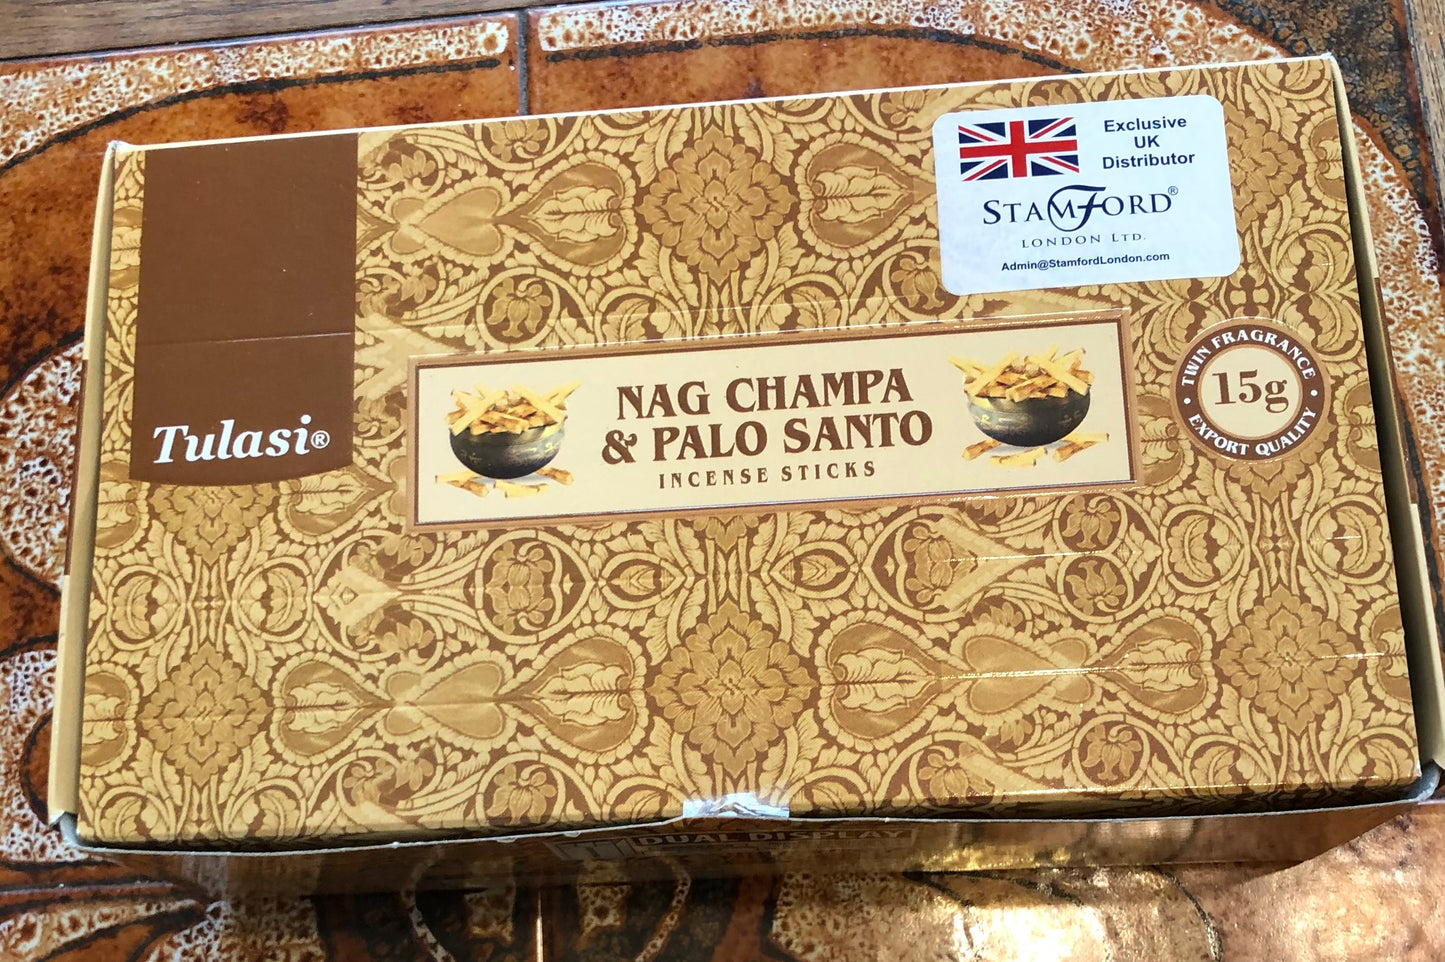 Exclusive
UK
Distributor
STAMFORD®
LONDON LTD.
Admin@StamfordLondon.com
Tulasi®
NAG CHAMPA
& PALO SANTO
INCENSE STICKS
TWIN FRAGRANCE
15g
EXPORT QUALITY
DUAL DISPLAY